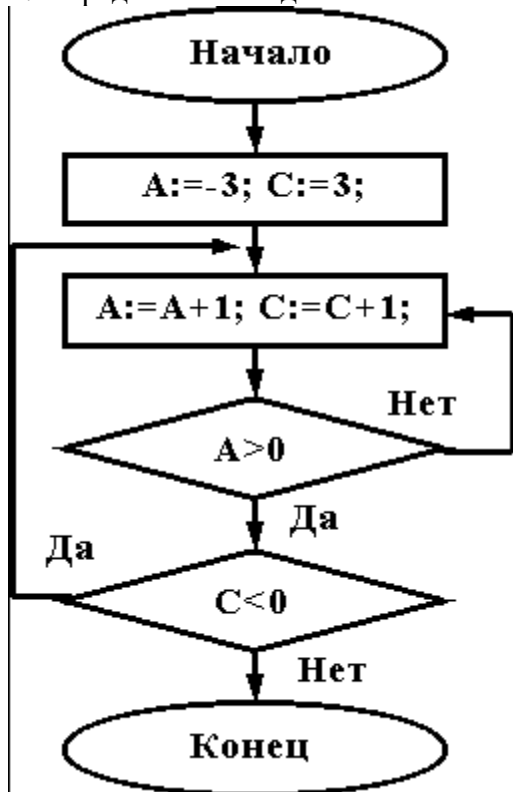 Начало
A:=-3; C:=3;
A:=A+1; C:=C+1;
Нет
A>0
Да
Да
C<0
Нет
Конец